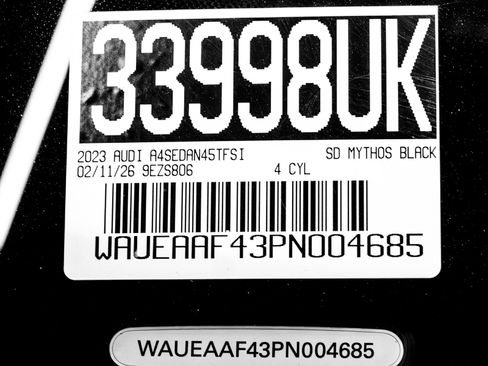 33998UK
2023 AUDI A4SEDAN45TFSI SD MYTHOS BLACK
02/11/26 9EZS806 4 CYL
WAUEAAF43PN004685
WAUEAAF43PN004685